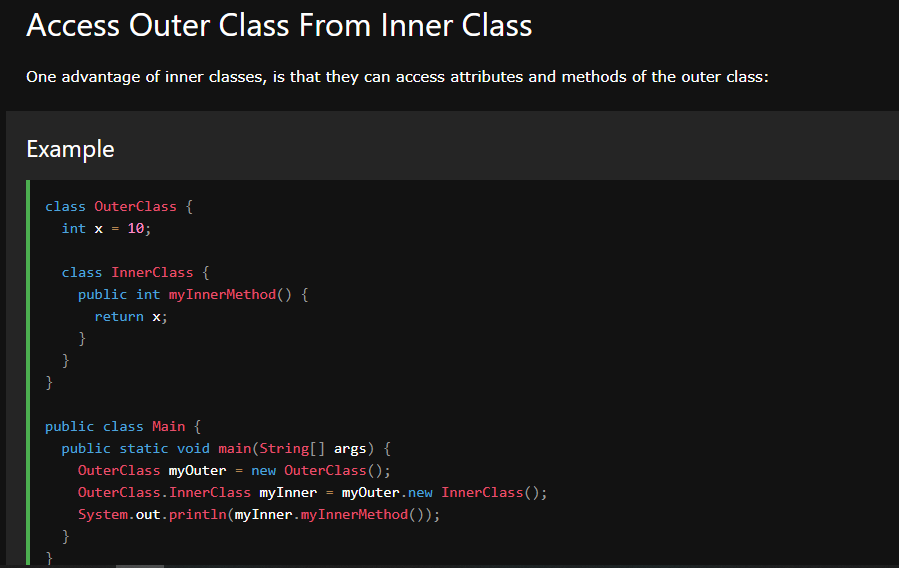 Access Outer Class From Inner Class
One advantage of inner classes, is that they can access attributes and methods of the outer class:
Example
class OuterClass {
  int x = 10;

  class InnerClass {
    public int myInnerMethod() {
      return x;
    }
  }
}

public class Main {
  public static void main(String[] args) {
    OuterClass myOuter = new OuterClass();
    OuterClass.InnerClass myInner = myOuter.new InnerClass();
    System.out.println(myInner.myInnerMethod());
  }
}